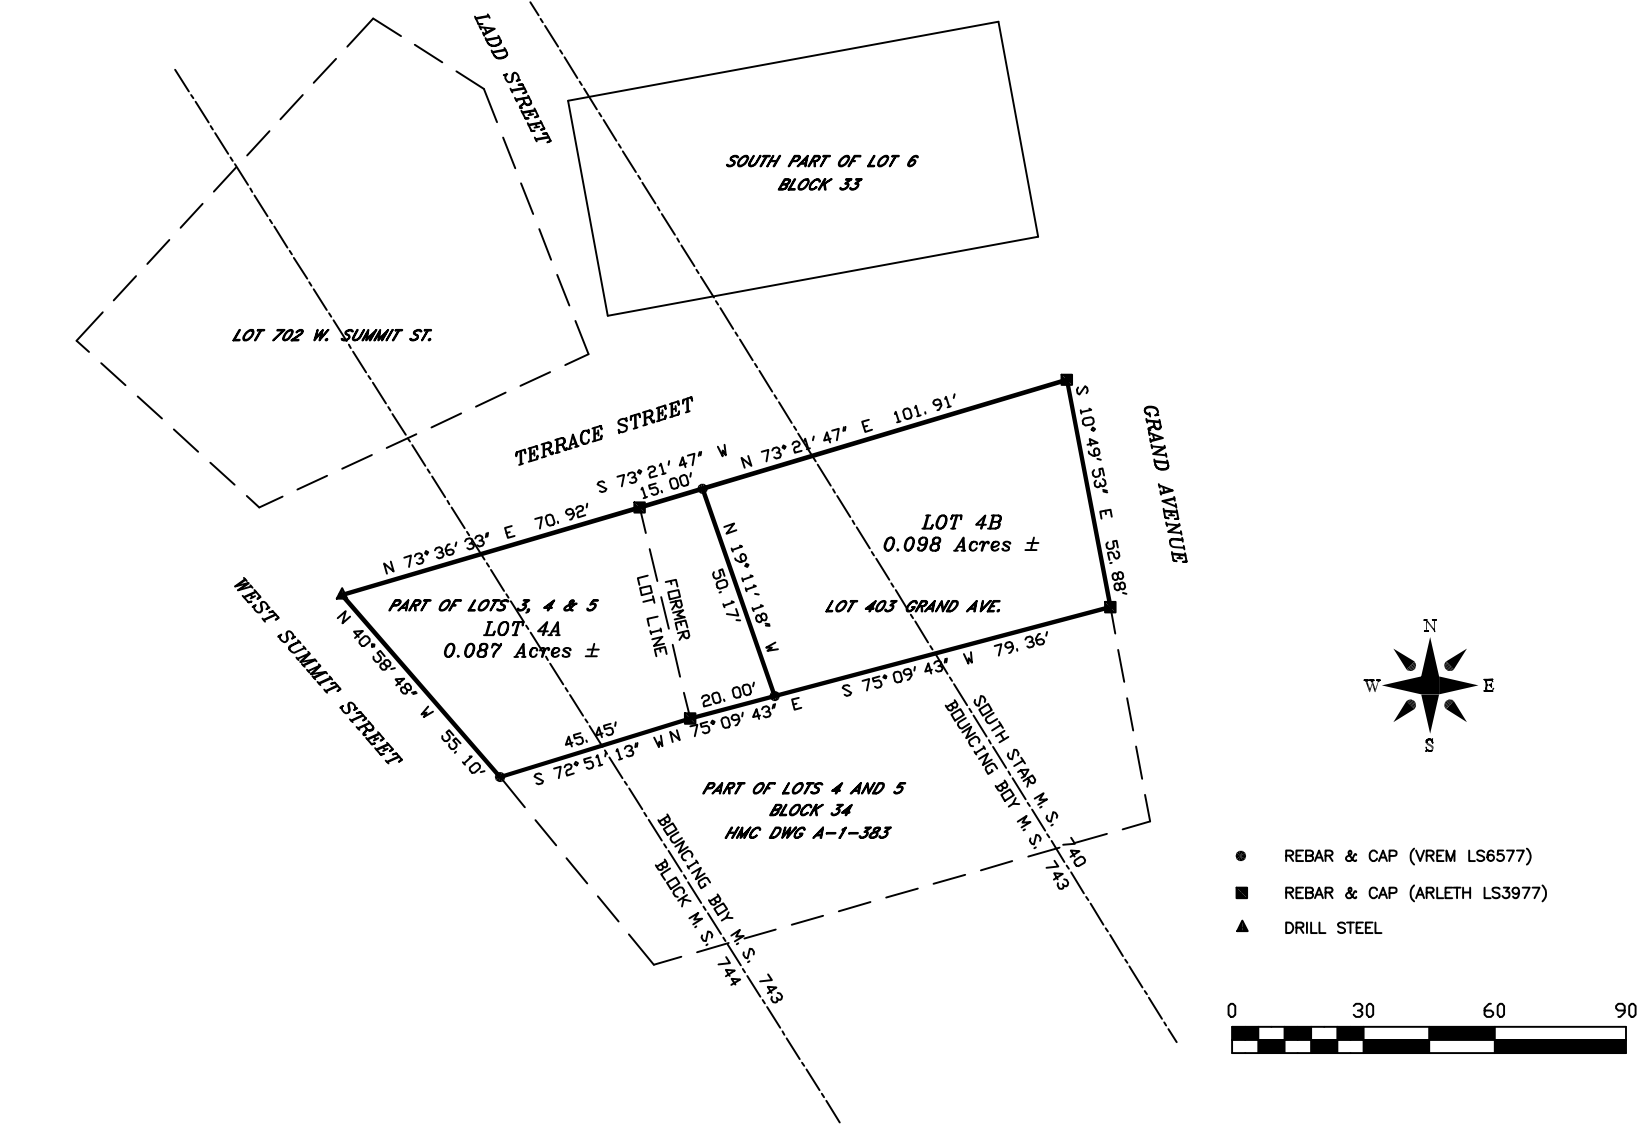 LADD STREET
SOUTH PART OF LOT 6
BLOCK 33
LOT 702 W. SUMMIT ST.
TERRACE STREET
GRAND AVENUE
WEST SUMMIT STREET
N 73° 36' 33" E 70.92'
S 73° 21' 47" W
15.00'
N 73° 21' 47" E 101.91'
S 10° 49' 53" E 52.88'
LOT 4B
0.098 Acres ±
LOT 403 GRAND AVE.
N 19° 11' 18" W
50.17'
FORMER
LOT LINE
PART OF LOTS 3, 4 & 5
LOT 4A
0.087 Acres ±
N 40° 58' 48" W 55.10'
45.45'
S 72° 51' 13" W
20.00'
N 75° 09' 43" E
S 75° 09' 43" W 79.36'
PART OF LOTS 4 AND 5
BLOCK 34
HMC DWG A-1-383
SOUTH STAR M.S. 740
BOUNCING BOY M.S. 743
BOUNCING BOY M.S. 743
BLOCK M.S. 744
N
W E
S
REBAR & CAP (VREM LS6577)
REBAR & CAP (ARLETH LS3977)
DRILL STEEL
0 30 60 90